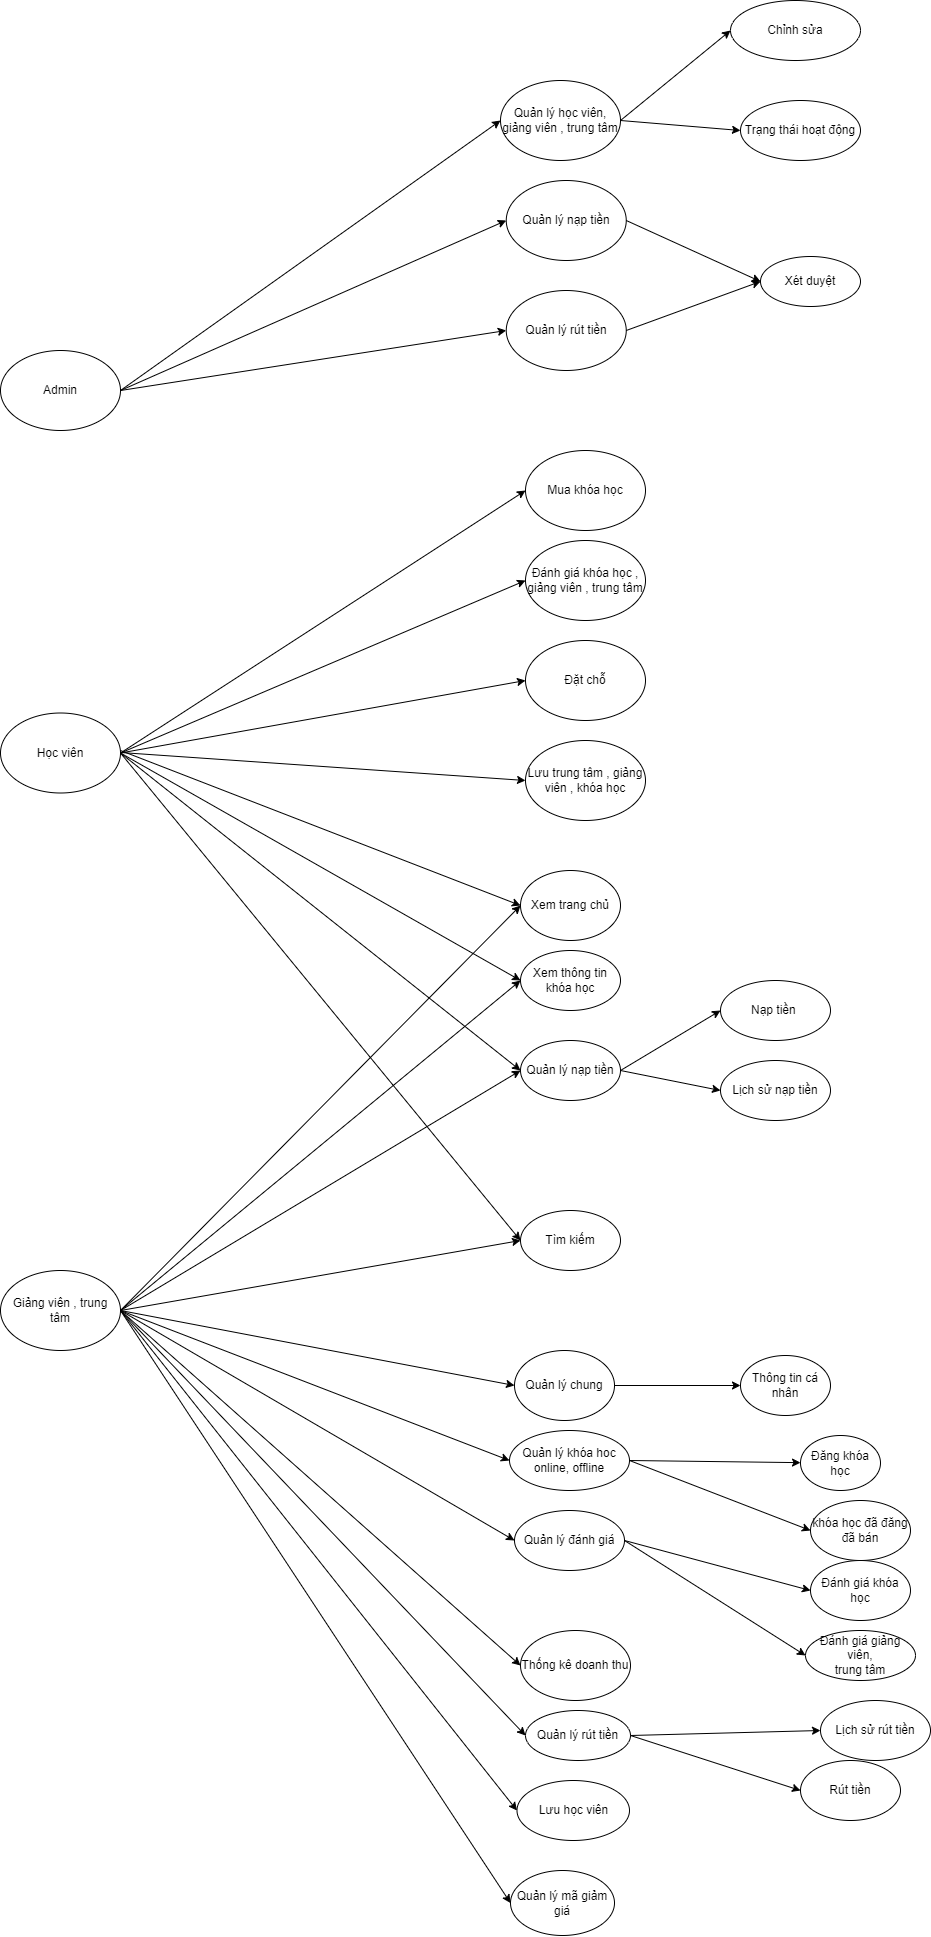 Chỉnh sửa
Quản lý học viên,
giảng viên , trung tâm
Trạng thái hoạt động
Quản lý nạp tiền
Xét duyệt
Quản lý rút tiền
Admin
Mua khóa học
Đánh giá khóa học ,
giảng viên , trung tâm
Đặt chỗ
Học viên
Lưu trung tâm , giảng
viên , khóa học
Xem trang chủ
Xem thông tin
khóa học
Nạp tiền
Quản lý nạp tiền
Lịch sử nạp tiền
Tìm kiếm
Giảng viên , trung
tâm
Quản lý chung
Thông tin cá
nhân
Quản lý khóa hoc
online, offline
Đăng khóa
học
khóa học đã đăng
đã bán
Quản lý đánh giá
Đánh giá khóa
học
Đánh giá giảng
viên,
trung tâm
Thống kê doanh thu
Quản lý rút tiền
Lịch sử rút tiền
Rút tiền
Lưu học viên
Quản lý mã giảm
giá